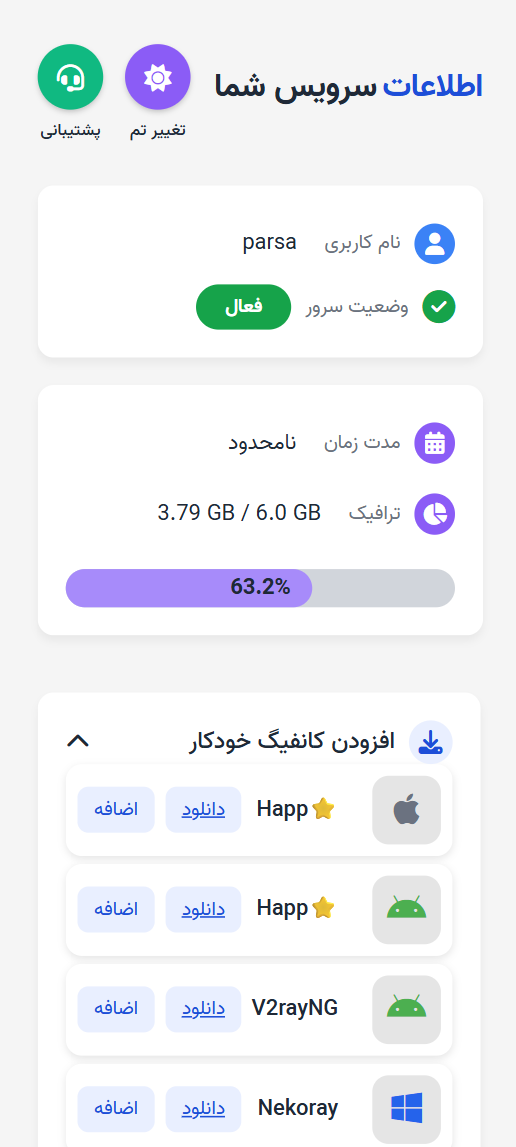 اطلاعات سرویس شما
تغییر تم
پشتیبانی
نام کاربری parsa
وضعیت سرور فعال
مدت زمان نامحدود
ترافیک 3.79 GB / 6.0 GB
63.2%
افزودن کانفیگ خودکار
⭐Happ دانلود اضافه
⭐Happ دانلود اضافه
V2rayNG دانلود اضافه
Nekoray دانلود اضافه